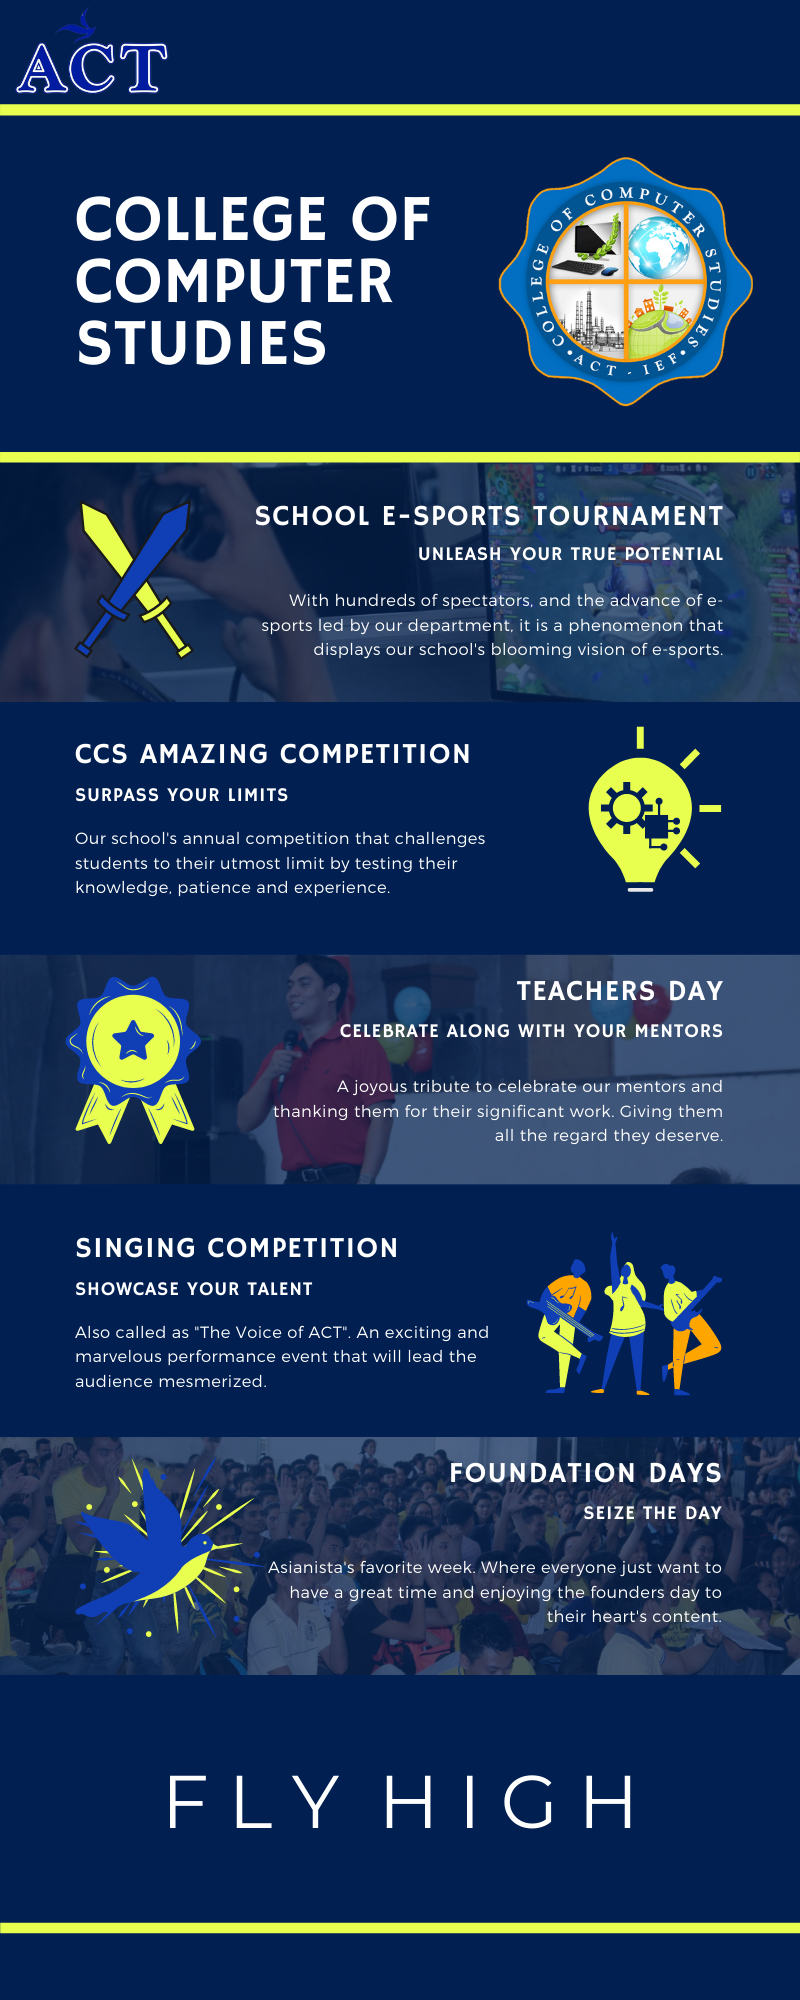 ACT
COLLEGE OF
COMPUTER
STUDIES
COLLEGE OF COMPUTER STUDIES
ACT - IEF
SCHOOL E-SPORTS TOURNAMENT
UNLEASH YOUR TRUE POTENTIAL
With hundreds of spectators, and the advance of e-
sports led by our department, it is a phenomenon that
displays our school's blooming vision of e-sports.
CCS AMAZING COMPETITION
SURPASS YOUR LIMITS
Our school's annual competition that challenges
students to their utmost limit by testing their
knowledge, patience and experience.
TEACHERS DAY
CELEBRATE ALONG WITH YOUR MENTORS
A joyous tribute to celebrate our mentors and
thanking them for their significant work. Giving them
all the regard they deserve.
SINGING COMPETITION
SHOWCASE YOUR TALENT
Also called as "The Voice of ACT". An exciting and
marvelous performance event that will lead the
audience mesmerized.
FOUNDATION DAYS
SEIZE THE DAY
Asianista's favorite week. Where everyone just want to
have a great time and enjoying the founders day to
their heart's content.
FLY HIGH